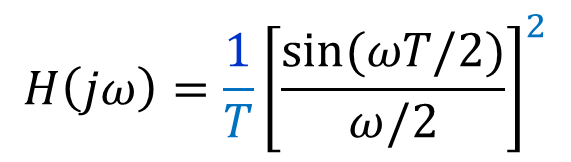 H(jω) = 1/T [sin(ωT/2) / ω/2]²